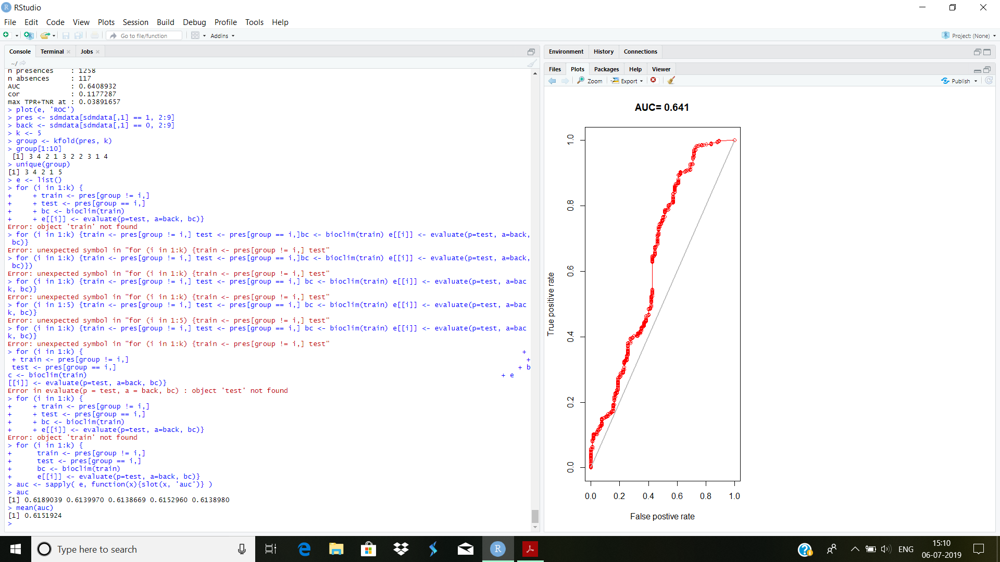 RStudio
File Edit Code View Plots Session Build Debug Profile Tools Help
Go to file/function Addins Project: (None)
Console Terminal Jobs
~/
n presences : 1258
n absences : 117
AUC : 0.6408932
cor : 0.1177287
max TPR+TNR at : 0.03891657
> plot(e, 'ROC')
> pres <- sdmdata[sdmdata[,1] == 1, 2:9]
> back <- sdmdata[sdmdata[,1] == 0, 2:9]
> k <- 5
> group <- kfold(pres, k)
> group[1:10]
[1] 3 4 2 1 3 2 2 3 1 4
> unique(group)
[1] 3 4 2 1 5
> e <- list()
> for (i in 1:k) {
+ + train <- pres[group != i,]
+ + test <- pres[group == i,]
+ + bc <- bioclim(train)
+ + e[[i]] <- evaluate(p=test, a=back, bc)}
Error: object 'train' not found
> for (i in 1:k) {train <- pres[group != i,] test <- pres[group == i,]bc <- bioclim(train) e[[i]] <- evaluate(p=test, a=back,
bc)}
Error: unexpected symbol in "for (i in 1:k) {train <- pres[group != i,] test"
> for (i in 1:k) {train <- pres[group != i,] test <- pres[group == i,]bc <- bioclim(train) e[[i]] <- evaluate(p=test, a=back,
bc)})
Error: unexpected symbol in "for (i in 1:k) {train <- pres[group != i,] test"
> for (i in 1:k) {train <- pres[group != i,] test <- pres[group == i,] bc <- bioclim(train) e[[i]] <- evaluate(p=test, a=bac
k, bc)}
Error: unexpected symbol in "for (i in 1:k) {train <- pres[group != i,] test"
> for (i in 1:5) {train <- pres[group != i,] test <- pres[group == i,] bc <- bioclim(train) e[[i]] <- evaluate(p=test, a=bac
k, bc)}
Error: unexpected symbol in "for (i in 1:5) {train <- pres[group != i,] test"
> for (i in 1:k) {train <- pres[group != i,] test <- pres[group == i,] bc <- bioclim(train) e[[i]] <- evaluate(p=test, a=bac
k, bc)}
Error: unexpected symbol in "for (i in 1:k) {train <- pres[group != i,] test"
> for (i in 1:k) { +
+ train <- pres[group != i,] +
test <- pres[group == i,] + b
c <- bioclim(train) + e
[[i]] <- evaluate(p=test, a=back, bc)}
Error in evaluate(p = test, a = back, bc) : object 'test' not found
> for (i in 1:k) {
+ + train <- pres[group != i,]
+ + test <- pres[group == i,]
+ + bc <- bioclim(train)
+ + e[[i]] <- evaluate(p=test, a=back, bc)}
Error: object 'train' not found
> for (i in 1:k) {
+ train <- pres[group != i,]
+ test <- pres[group == i,]
+ bc <- bioclim(train)
+ e[[i]] <- evaluate(p=test, a=back, bc)}
> auc <- sapply( e, function(x){slot(x, 'auc')} )
> auc
[1] 0.6189039 0.6139970 0.6138669 0.6152960 0.6138980
> mean(auc)
[1] 0.6151924
>
Environment History Connections
Files Plots Packages Help Viewer
Zoom Export Publish
AUC= 0.641
True positive rate
1.0
0.8
0.6
0.4
0.2
0.0
0.0 0.2 0.4 0.6 0.8 1.0
False postive rate
Type here to search
ENG
15:10
06-07-2019